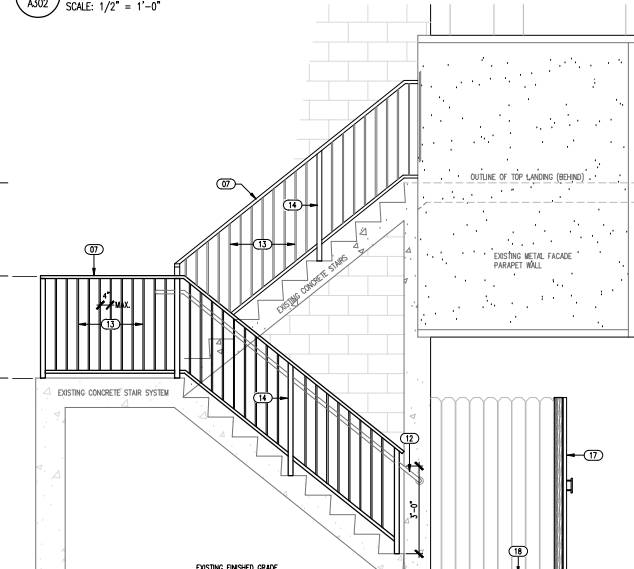 A302
SCALE: 1/2" = 1'-0"
07
OUTLINE OF TOP LANDING (BEHIND)
14
13
07
EXISTING METAL FACADE
PARAPET WALL
EXISTING CONCRETE STAIRS
4"
MAX.
13
EXISTING CONCRETE STAIR SYSTEM
14
12
17
3'-0"
18
EXISTING FINISHED GRADE